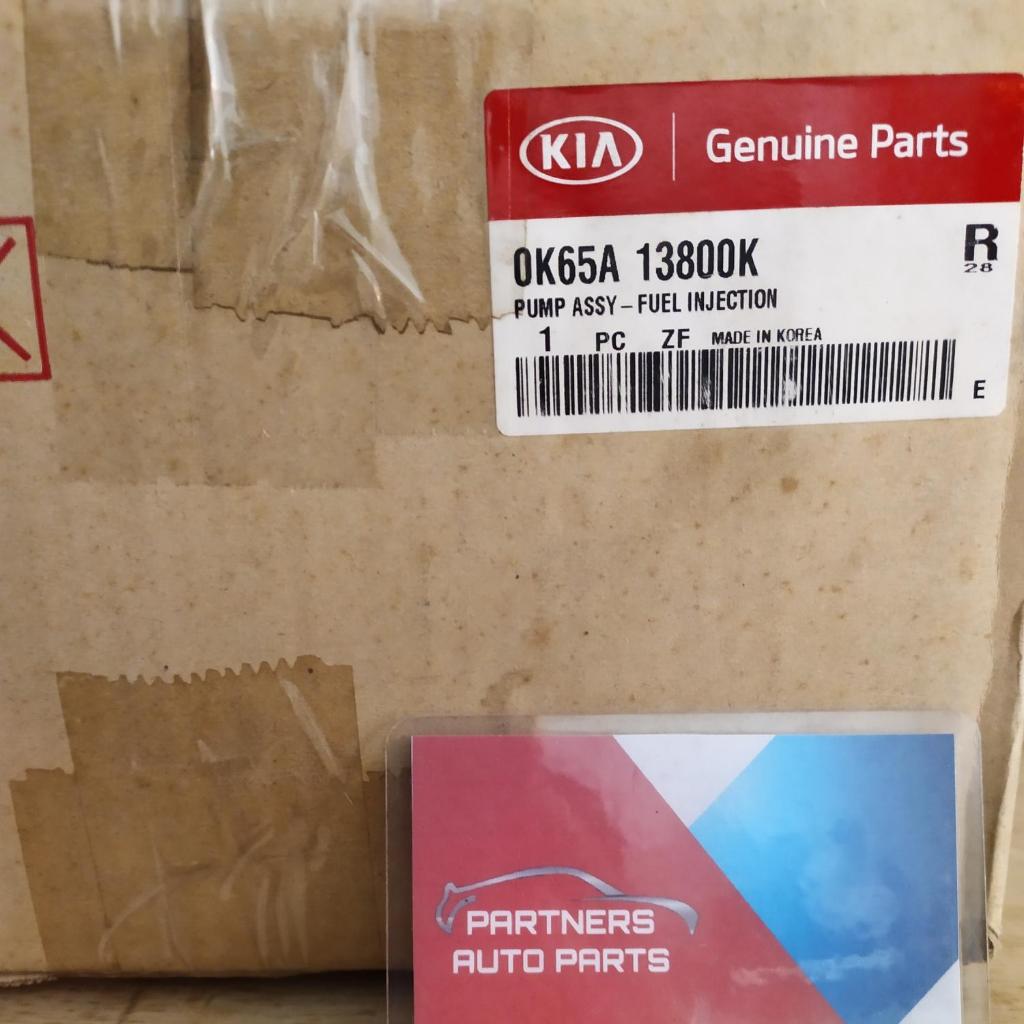 KIA Genuine Parts
0K65A 13800K
R
28
PUMP ASSY – FUEL INJECTION
1 PC ZF MADE IN KOREA
E
PARTNERS
AUTO PARTS